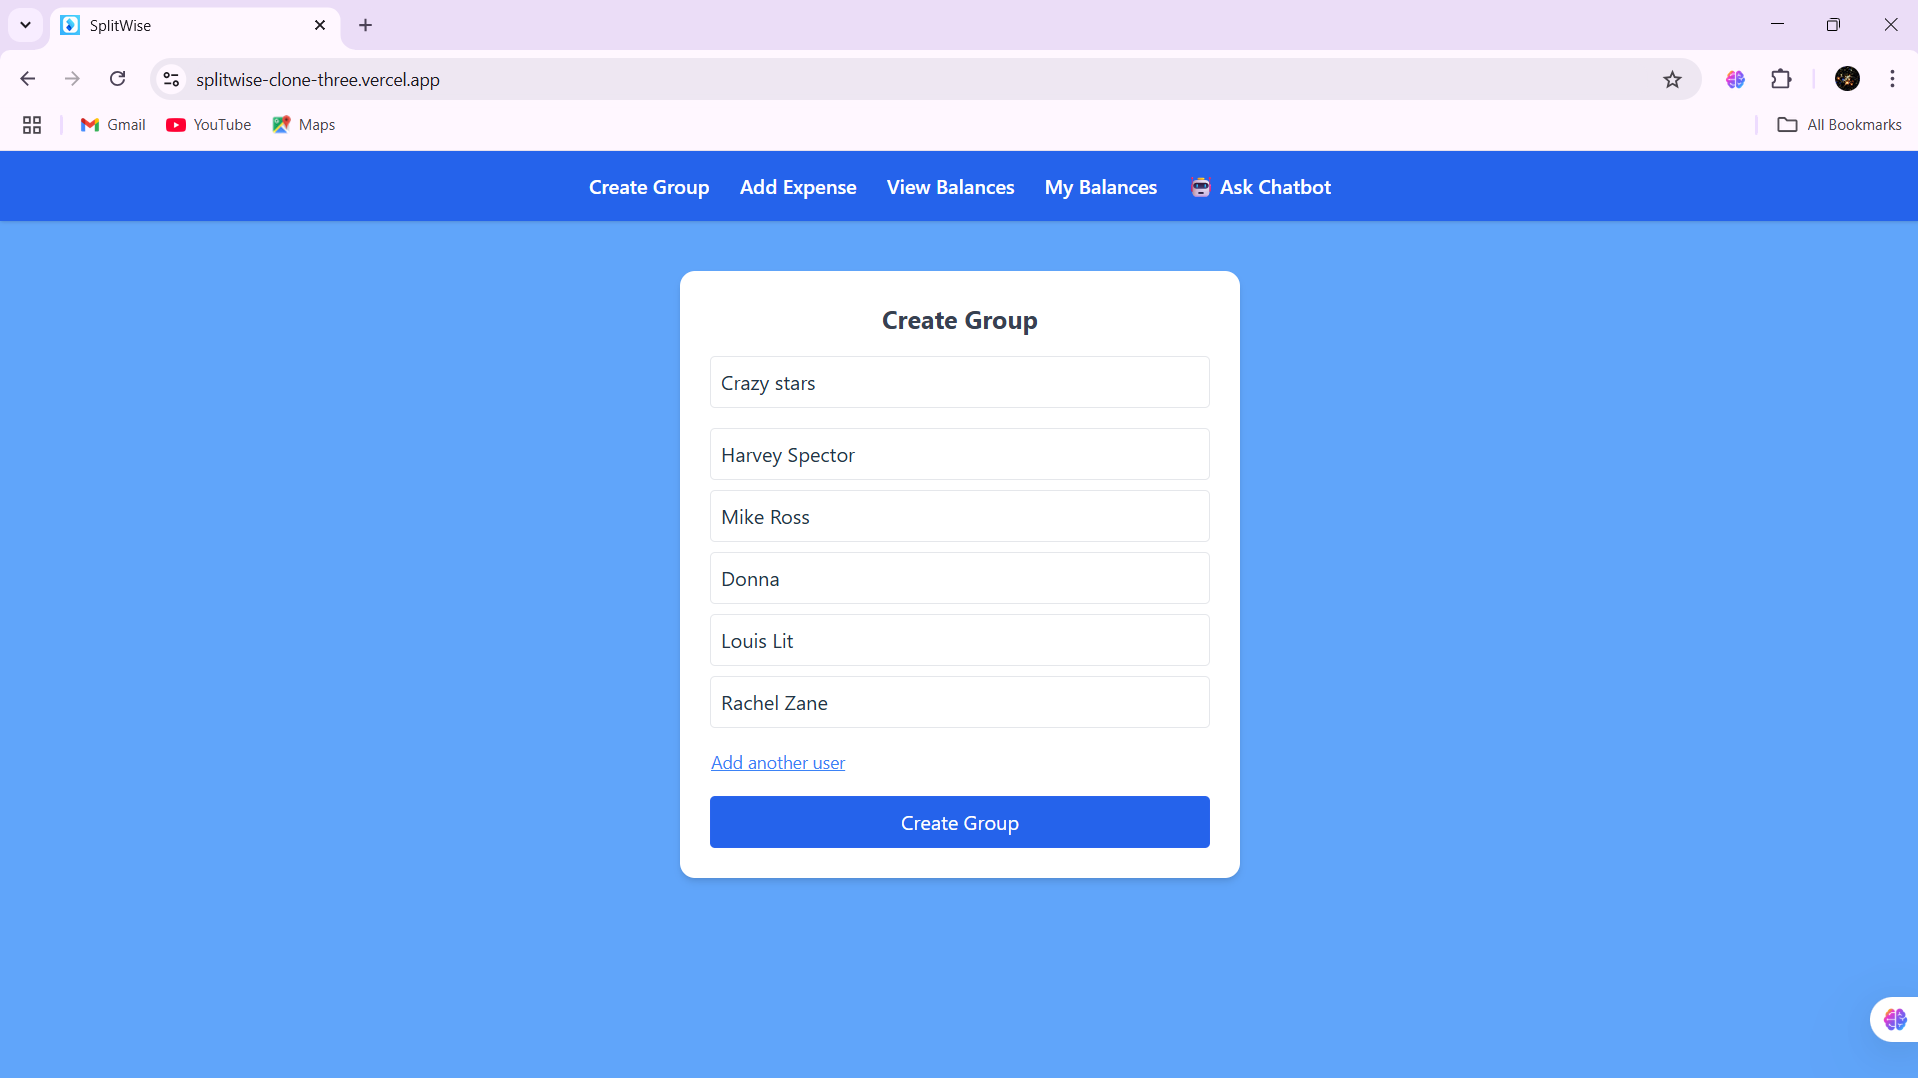 SplitWise
splitwise-clone-three.vercel.app
Gmail YouTube Maps All Bookmarks
Create Group Add Expense View Balances My Balances 🤖 Ask Chatbot
Create Group
Crazy stars
Harvey Spector
Mike Ross
Donna
Louis Lit
Rachel Zane
Add another user
Create Group